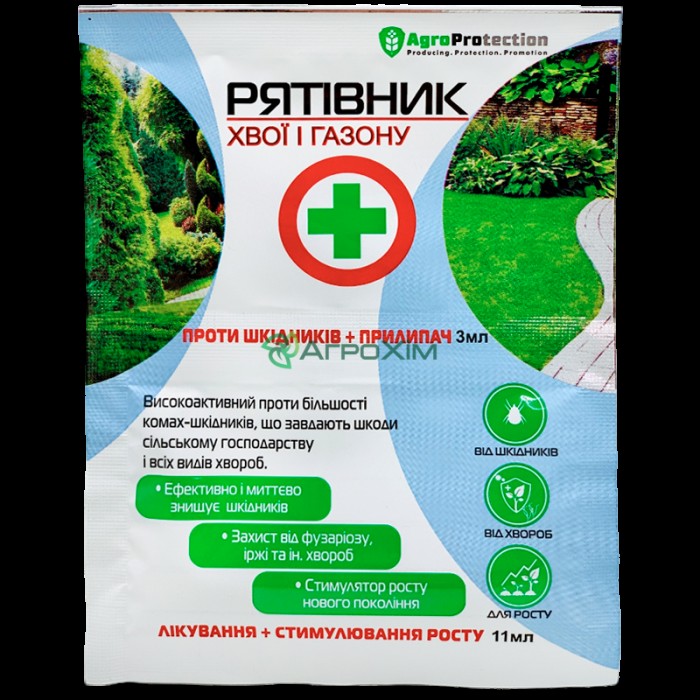 AgroProtection
Producing. Protection. Promotion
РЯТІВНИК
ХВОЇ І ГАЗОНУ
ПРОТИ ШКІДНИКІВ + ПРИЛИПАЧ 3мл
АГРОХІМ
Високоактивний проти більшості
комах-шкідників, що завдають шкоди
сільському господарству
і всіх видів хвороб.
ВІД ШКІДНИКІВ
• Ефективно і миттєво
знищує шкідників
ВІД ХВОРОБ
• Захист від фузаріозу,
іржі та ін. хвороб
• Стимулятор росту
нового покоління
ДЛЯ РОСТУ
ЛІКУВАННЯ + СТИМУЛЮВАННЯ РОСТУ 11мл